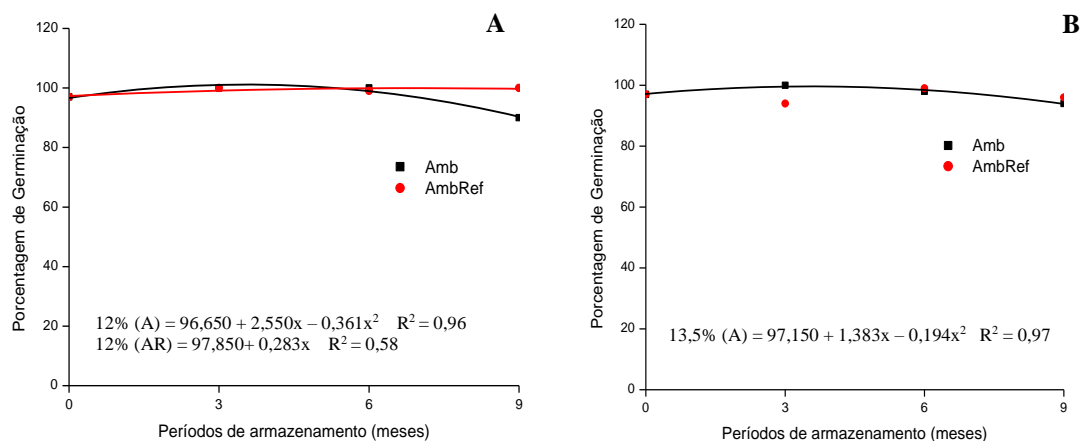 A
Porcentagem de Germinação
120
100
80
60
40
20
0
Amb
AmbRef
12% (A) = 96,650 + 2,550x – 0,361x² R² = 0,96
12% (AR) = 97,850+ 0,283x R² = 0,58
0 3 6 9
Períodos de armazenamento (meses)
B
Porcentagem de Germinação
120
100
80
60
40
20
0
Amb
AmbRef
13,5% (A) = 97,150 + 1,383x – 0,194x² R² = 0,97
0 3 6 9
Períodos de armazenamento (meses)